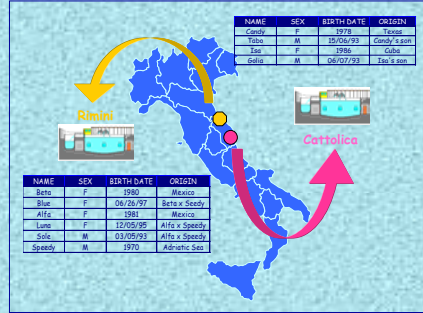 NAME SEX BIRTH DATE ORIGIN
Candy F 1978 Texas
Tabo M 15/06/93 Candy's son
Isa F 1986 Cuba
Golia M 06/07/93 Isa's son
Rimini
Cattolica
NAME SEX BIRTH DATE ORIGIN
Beta F 1980 Mexico
Blue F 06/26/97 Beta x Seedy
Alfa F 1981 Mexico
Luna F 12/05/95 Alfa x Speedy
Sole M 03/05/93 Alfa x Speedy
Speedy M 1970 Adriatic Sea